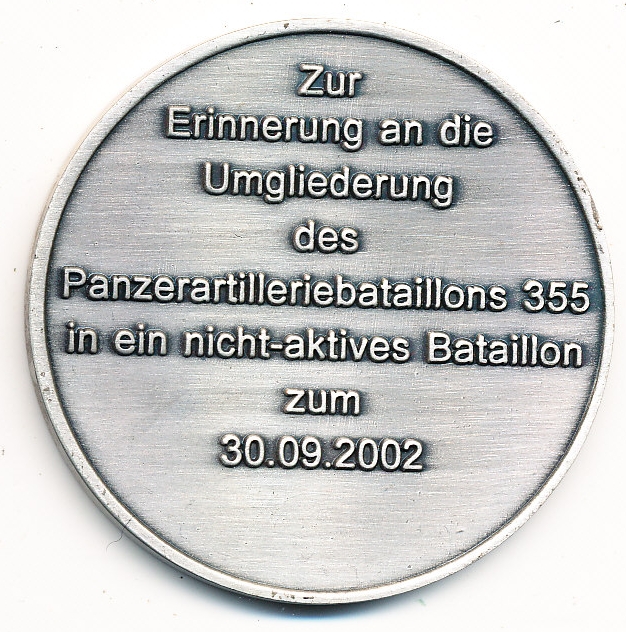 Zur
Erinnerung an die
Umgliederung
des
Panzerartilleriebataillons 355
in ein nicht-aktives Bataillon
zum
30.09.2002